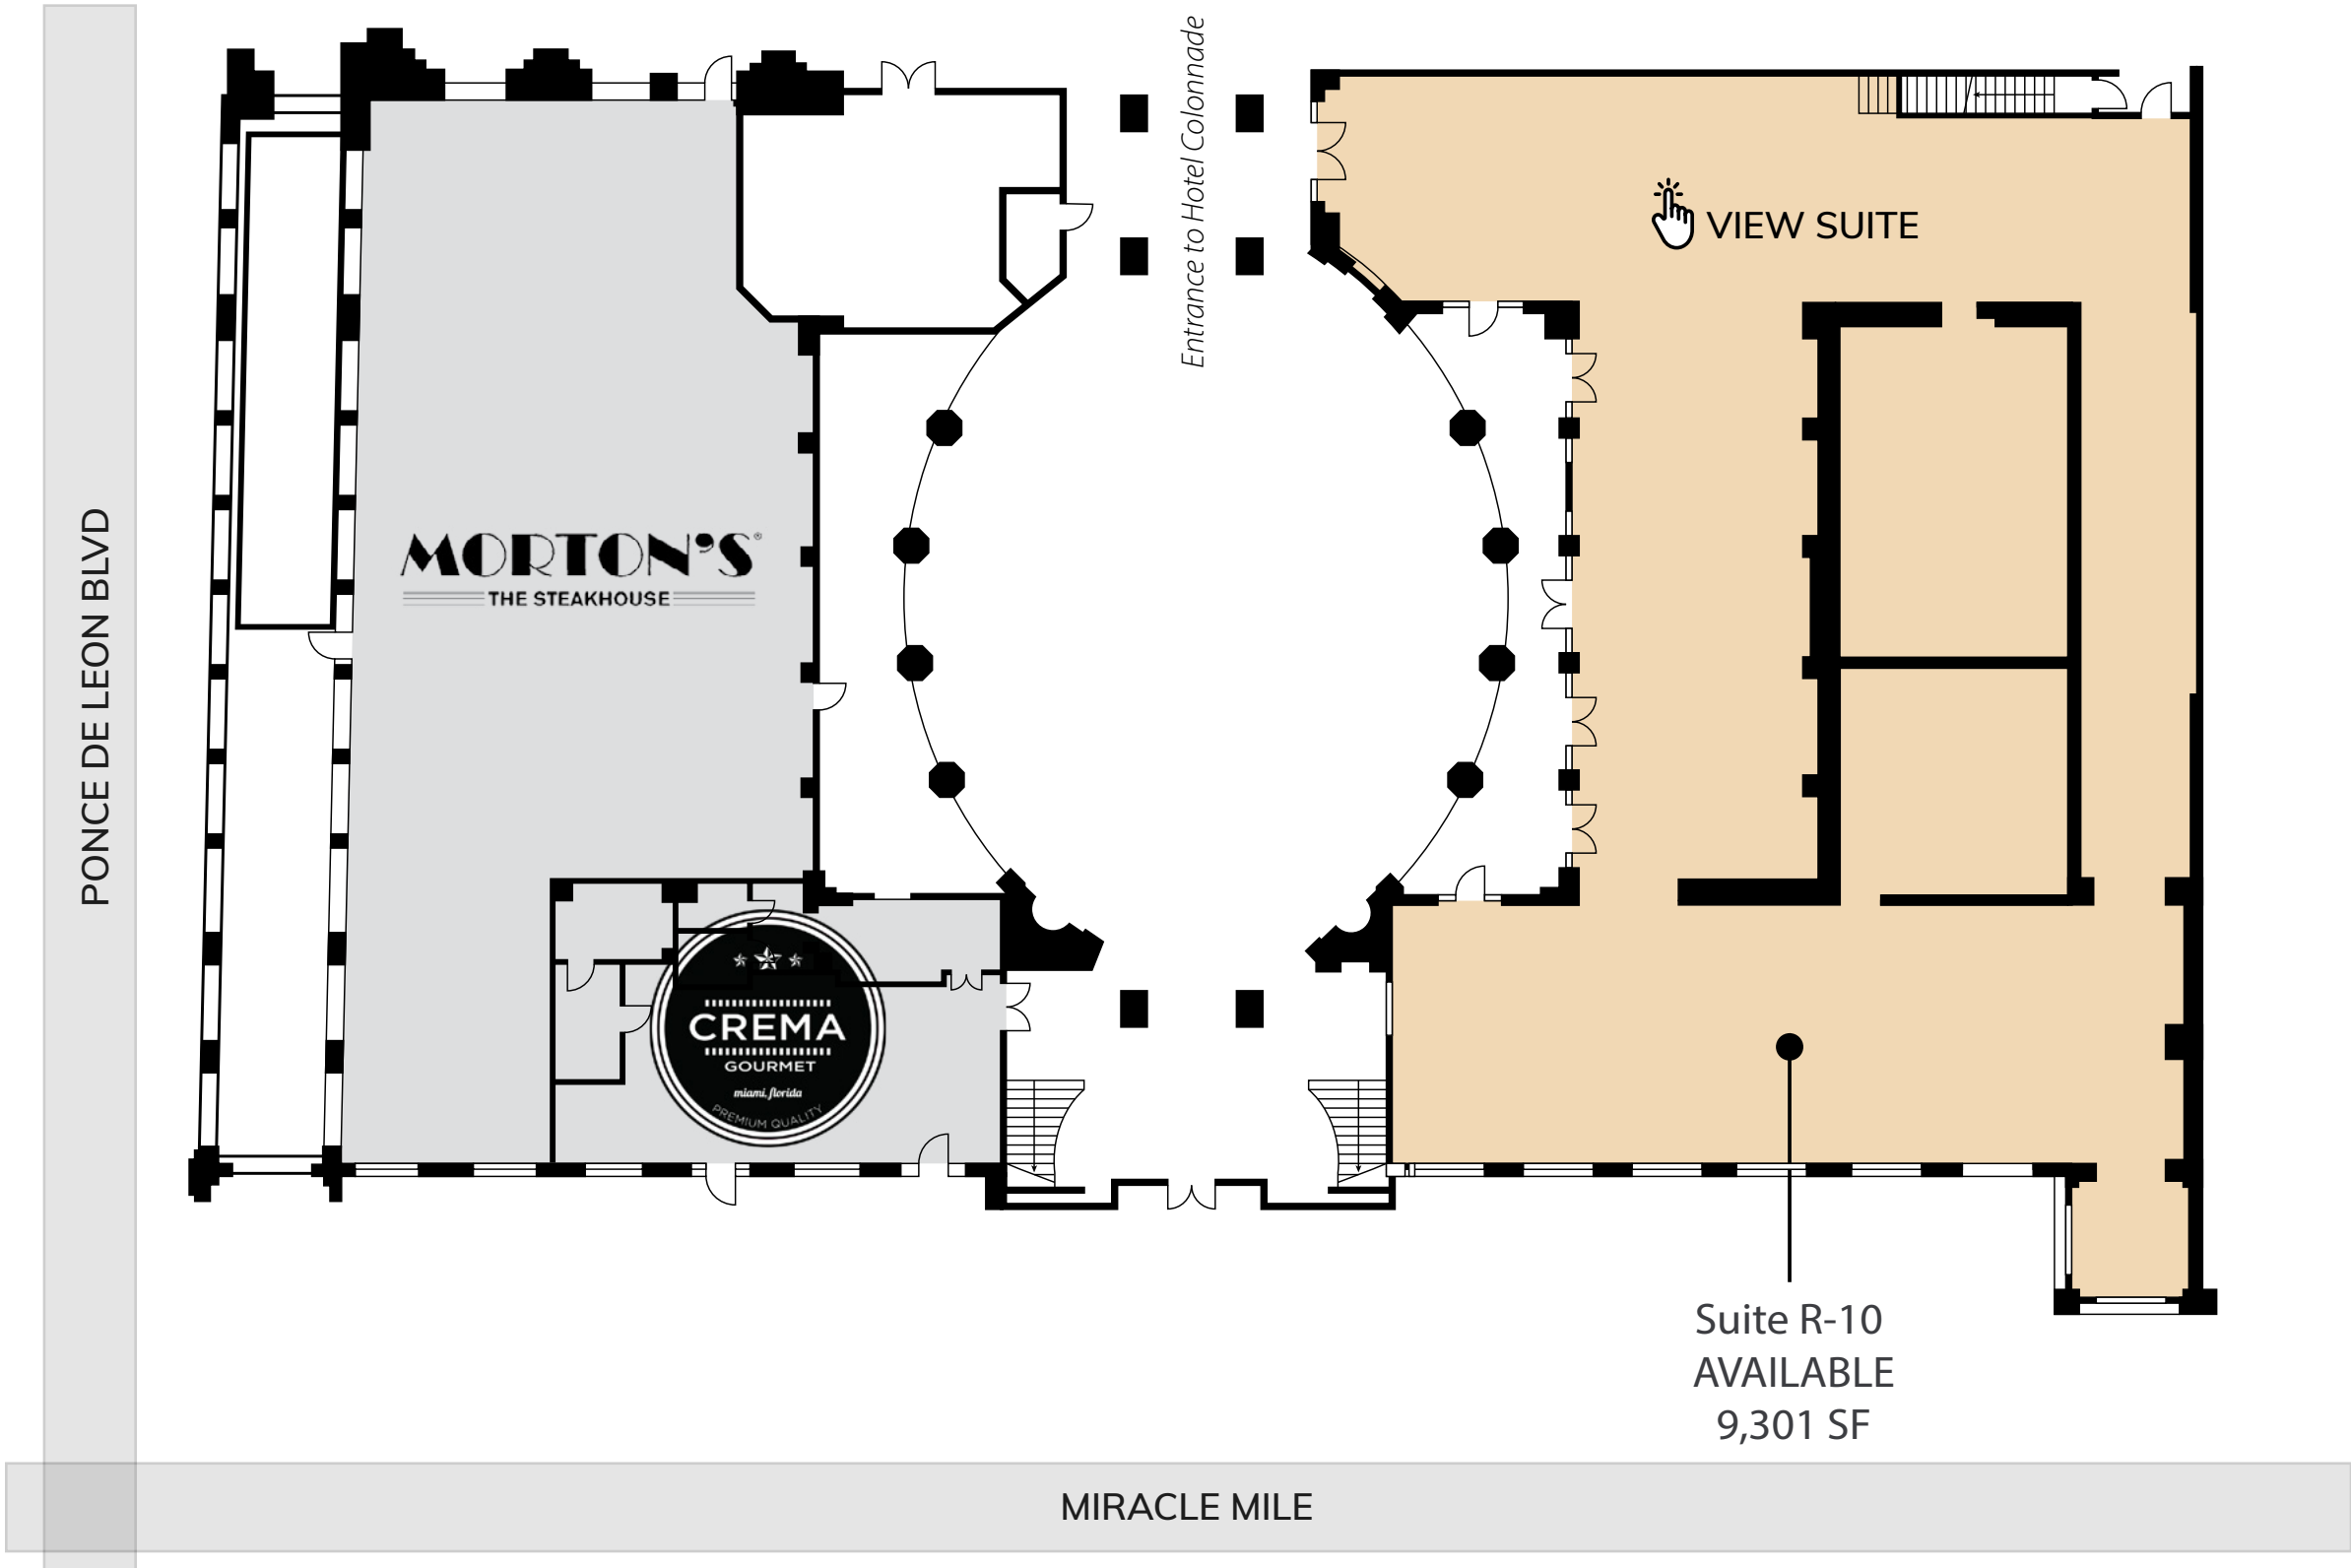 PONCE DE LEON BLVD
Entrance to Hotel Colonnade
VIEW SUITE
MORTON'S®
THE STEAKHOUSE
CREMA
GOURMET
miami, florida
PREMIUM QUALITY
Suite R-10
AVAILABLE
9,301 SF
MIRACLE MILE